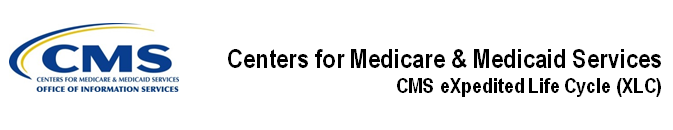 CMS
CENTERS FOR MEDICARE & MEDICAID SERVICES
OFFICE OF INFORMATION SERVICES
Centers for Medicare & Medicaid Services
CMS eXpedited Life Cycle (XLC)